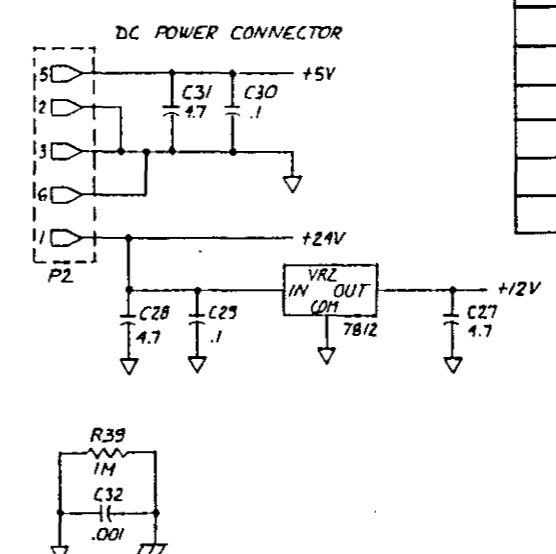 DC POWER CONNECTOR
5
+5V
C31
4.7
C30
.1
2
3
6
1
+24V
P2
VR2
IN OUT
COM
7812
+12V
C28
4.7
C29
.1
C27
4.7
R39
1M
C32
.001